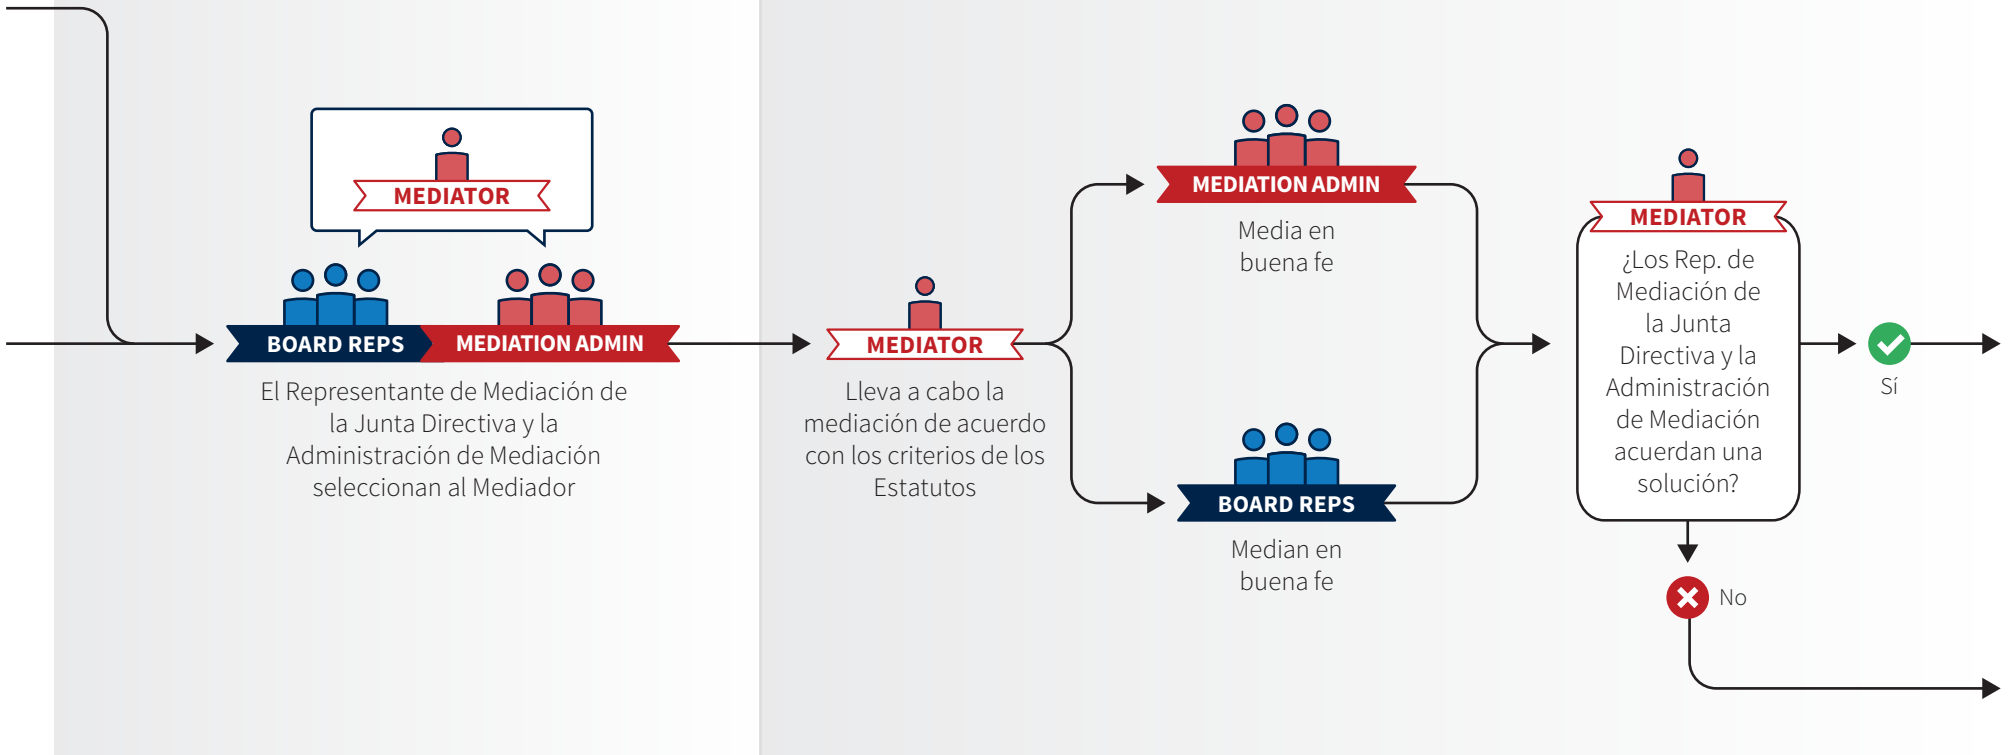 MEDIATOR
BOARD REPS
MEDIATION ADMIN
El Representante de Mediación de
la Junta Directiva y la
Administración de Mediación
seleccionan al Mediador
MEDIATOR
Lleva a cabo la
mediación de acuerdo
con los criterios de los
Estatutos
MEDIATION ADMIN
Media en
buena fe
BOARD REPS
Median en
buena fe
MEDIATOR
¿Los Rep. de
Mediación de
la Junta
Directiva y la
Administración
de Mediación
acuerdan una
solución?
Sí
No